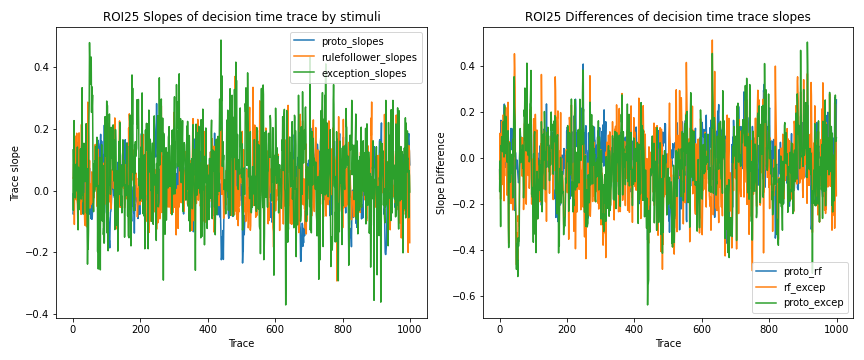 ROI25 Slopes of decision time trace by stimuli
proto_slopes
rulefollower_slopes
exception_slopes
Trace slope
0.4
0.2
0.0
−0.2
−0.4
0 200 400 600 800 1000
Trace
ROI25 Differences of decision time trace slopes
Slope Difference
0.4
0.2
0.0
−0.2
−0.4
−0.6
proto_rf
rf_excep
proto_excep
0 200 400 600 800 1000
Trace